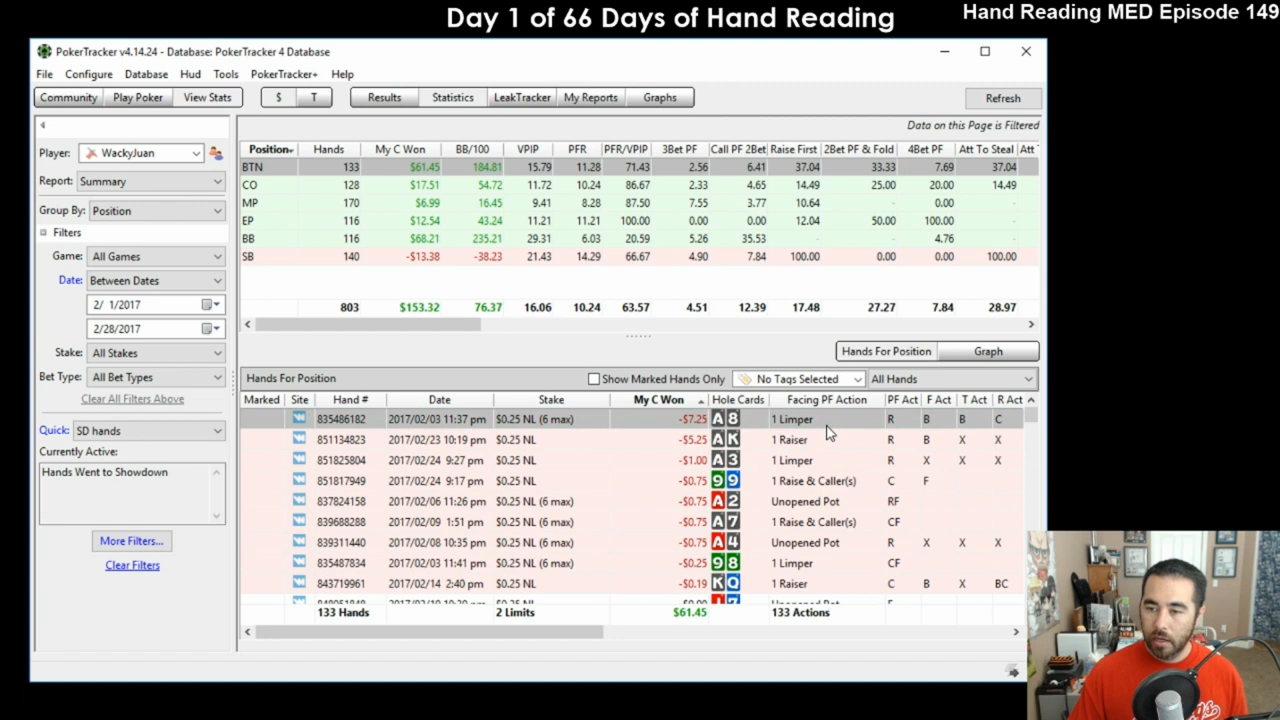 Day 1 of 66 Days of Hand Reading
Hand Reading MED Episode 149
PokerTracker v4.14.24 - Database: PokerTracker 4 Database
File Configure Database Hud Tools PokerTracker+ Help
Community Play Poker View Stats $ T Results Statistics LeakTracker My Reports Graphs Refresh
Data on this Page is Filtered
Player: WackyJuan
Report: Summary
Group By: Position
Filters
Game: All Games
Date: Between Dates
2/ 1/2017
2/28/2017
Stake: All Stakes
Bet Type: All Bet Types
Clear All Filters Above
Quick: SD hands
Currently Active:
Hands Went to Showdown
More Filters...
Clear Filters
Position Hands My C Won BB/100 VPIP PFR PFR/VPIP 3Bet PF Call PF 2Bet Raise First 2Bet PF & Fold 4Bet PF Att To Steal Att
BTN 133 $61.45 184.81 15.79 11.28 71.43 2.56 6.41 37.04 33.33 7.69 37.04
CO 128 $17.51 54.72 11.72 10.24 86.67 2.33 4.65 14.49 25.00 20.00 14.49
MP 170 $6.99 16.45 9.41 8.28 87.50 7.55 3.77 10.64 - 0.00 -
EP 116 $12.54 43.24 11.21 11.21 100.00 0.00 0.00 12.04 50.00 100.00 -
BB 116 $68.21 235.21 29.31 6.03 20.59 5.26 35.53 - - 4.76 -
SB 140 -$13.38 -38.23 21.43 14.29 66.67 4.90 7.84 100.00 0.00 0.00 100.00
803 $153.32 76.37 16.06 10.24 63.57 4.51 12.39 17.48 27.27 7.84 28.97
Hands For Position Graph
Hands For Position Show Marked Hands Only No Tags Selected All Hands
Marked Site Hand # Date Stake My C Won Hole Cards Facing PF Action PF Act F Act T Act R Act
835486182 2017/02/03 11:37 pm $0.25 NL (6 max) -$7.25 A 8 1 Limper R B B C
851134823 2017/02/23 10:19 pm $0.25 NL -$5.25 A K 1 Raiser R B X X
851825804 2017/02/24 9:27 pm $0.25 NL -$1.00 A 3 1 Limper R X X X
851817949 2017/02/24 9:17 pm $0.25 NL -$0.75 9 9 1 Raise & Caller(s) C F
837824158 2017/02/06 11:26 pm $0.25 NL (6 max) -$0.75 A 2 Unopened Pot RF
839688288 2017/02/09 1:51 pm $0.25 NL (6 max) -$0.75 A 7 1 Raise & Caller(s) CF
839311440 2017/02/08 10:35 pm $0.25 NL (6 max) -$0.75 A 4 Unopened Pot R X X X
835487834 2017/02/03 11:41 pm $0.25 NL (6 max) -$0.25 9 8 1 Limper CF
843719961 2017/02/14 2:40 pm $0.25 NL -$0.19 K Q 1 Raiser C B X BC
133 Hands 2 Limits $61.45 133 Actions